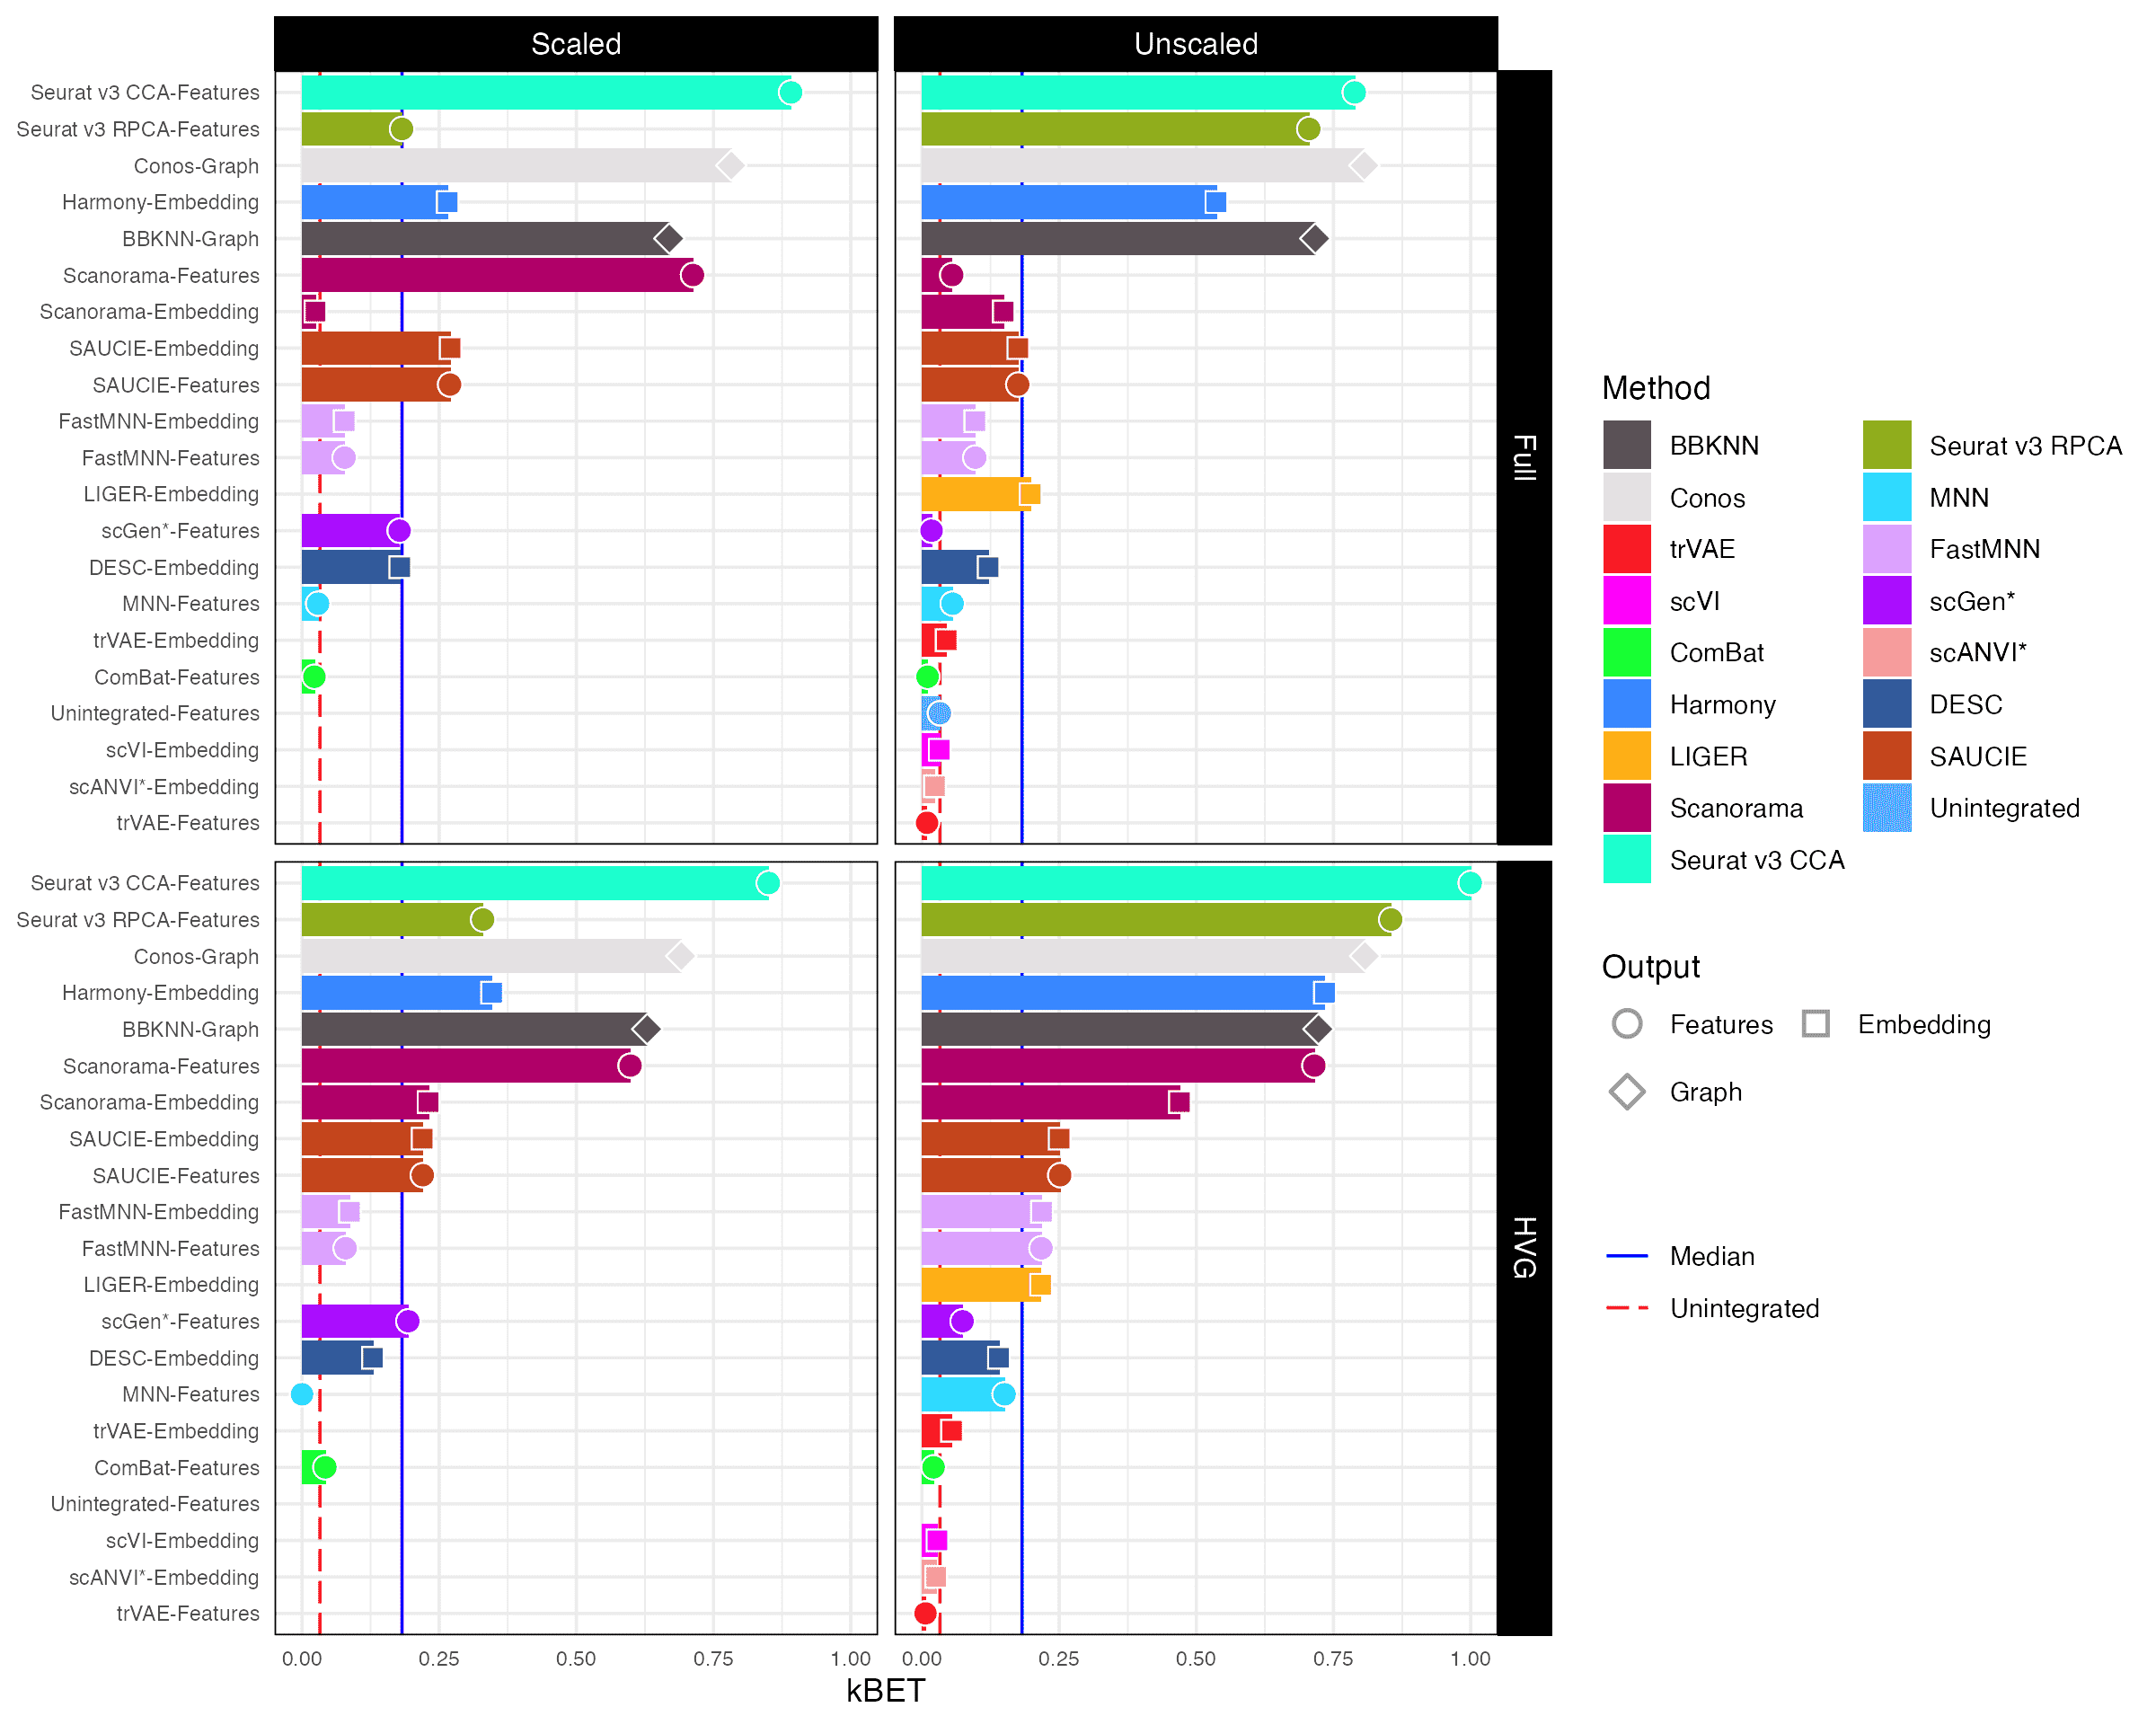 Scaled
Unscaled
Seurat v3 CCA-Features
Seurat v3 RPCA-Features
Conos-Graph
Harmony-Embedding
BBKNN-Graph
Scanorama-Features
Scanorama-Embedding
SAUCIE-Embedding
SAUCIE-Features
FastMNN-Embedding
FastMNN-Features
LIGER-Embedding
scGen*-Features
DESC-Embedding
MNN-Features
trVAE-Embedding
ComBat-Features
Unintegrated-Features
scVI-Embedding
scANVI*-Embedding
trVAE-Features
Full
Seurat v3 CCA-Features
Seurat v3 RPCA-Features
Conos-Graph
Harmony-Embedding
BBKNN-Graph
Scanorama-Features
Scanorama-Embedding
SAUCIE-Embedding
SAUCIE-Features
FastMNN-Embedding
FastMNN-Features
LIGER-Embedding
scGen*-Features
DESC-Embedding
MNN-Features
trVAE-Embedding
ComBat-Features
Unintegrated-Features
scVI-Embedding
scANVI*-Embedding
trVAE-Features
HVG
0.00 0.25 0.50 0.75 1.00
0.00 0.25 0.50 0.75 1.00
kBET
Method
BBKNN
Conos
trVAE
scVI
ComBat
Harmony
LIGER
Scanorama
Seurat v3 CCA
Seurat v3 RPCA
MNN
FastMNN
scGen*
scANVI*
DESC
SAUCIE
Unintegrated
Output
Features
Embedding
Graph
Median
Unintegrated